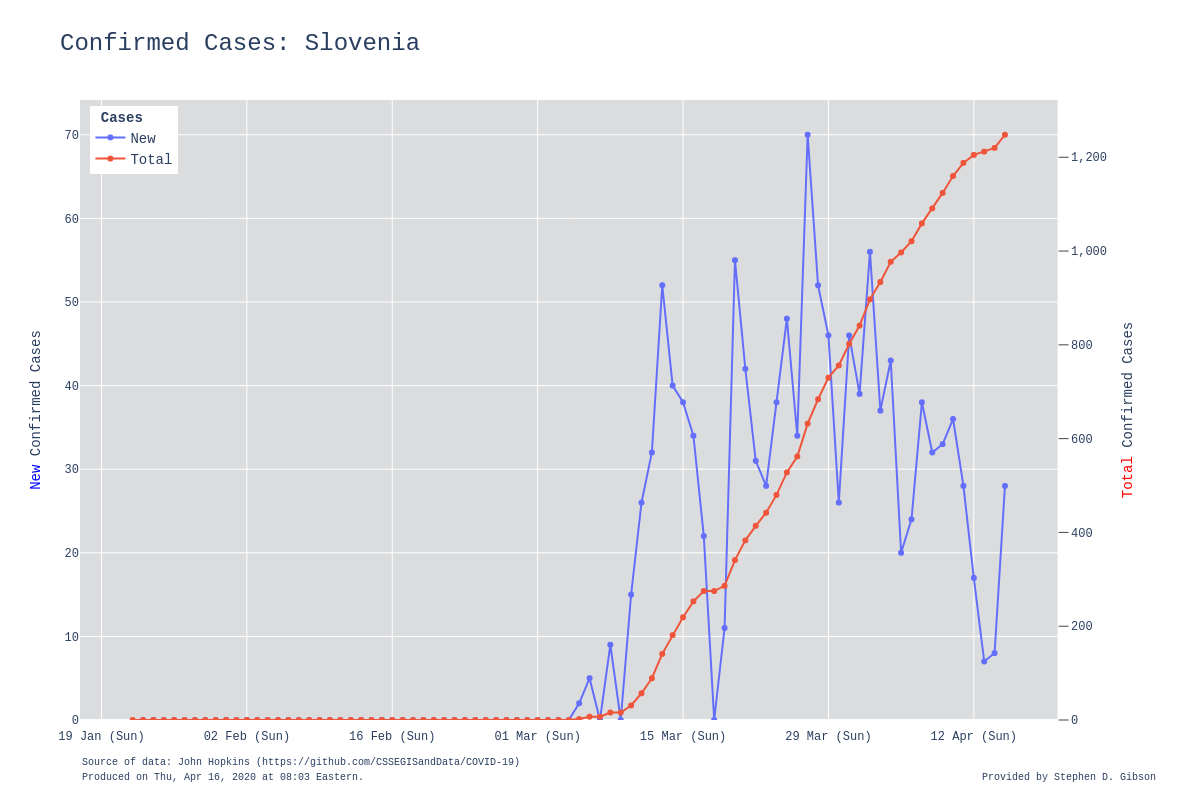 Confirmed Cases: Slovenia
Cases
New
Total
70
60
50
40
30
20
10
0
1,200
1,000
800
600
400
200
0
New Confirmed Cases
Total Confirmed Cases
19 Jan (Sun) 02 Feb (Sun) 16 Feb (Sun) 01 Mar (Sun) 15 Mar (Sun) 29 Mar (Sun) 12 Apr (Sun)
Source of data: John Hopkins (https://github.com/CSSEGISandData/COVID-19)
Produced on Thu, Apr 16, 2020 at 08:03 Eastern.
Provided by Stephen D. Gibson